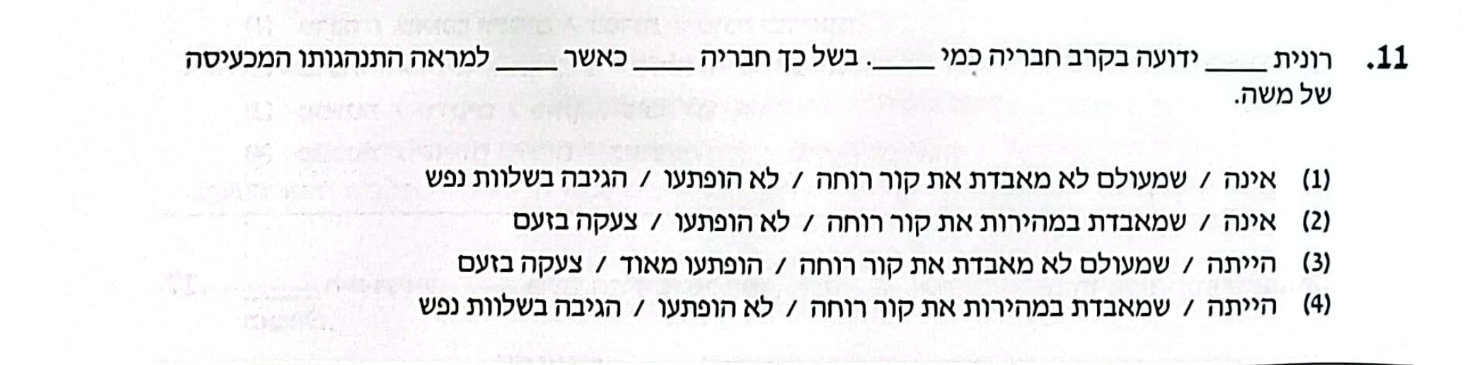 11. רונית ____ ידועה בקרב חבריה כמי ____. בשל כך חבריה ____ כאשר ____ למראה התנהגותו המכעיסה
של משה.
(1) אינה / שמעולם לא מאבדת את קור רוחה / לא הופתעו / הגיבה בשלוות נפש
(2) אינה / שמאבדת במהירות את קור רוחה / לא הופתעו / צעקה בזעם
(3) הייתה / שמעולם לא מאבדת את קור רוחה / הופתעו מאוד / צעקה בזעם
(4) הייתה / שמאבדת במהירות את קור רוחה / לא הופתעו / הגיבה בשלוות נפש